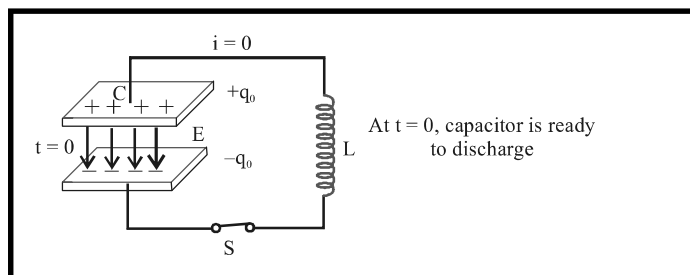 i = 0
C
+ + + +
+q₀
t = 0
E
− − − −
−q₀
L
S
At t = 0, capacitor is ready
to discharge